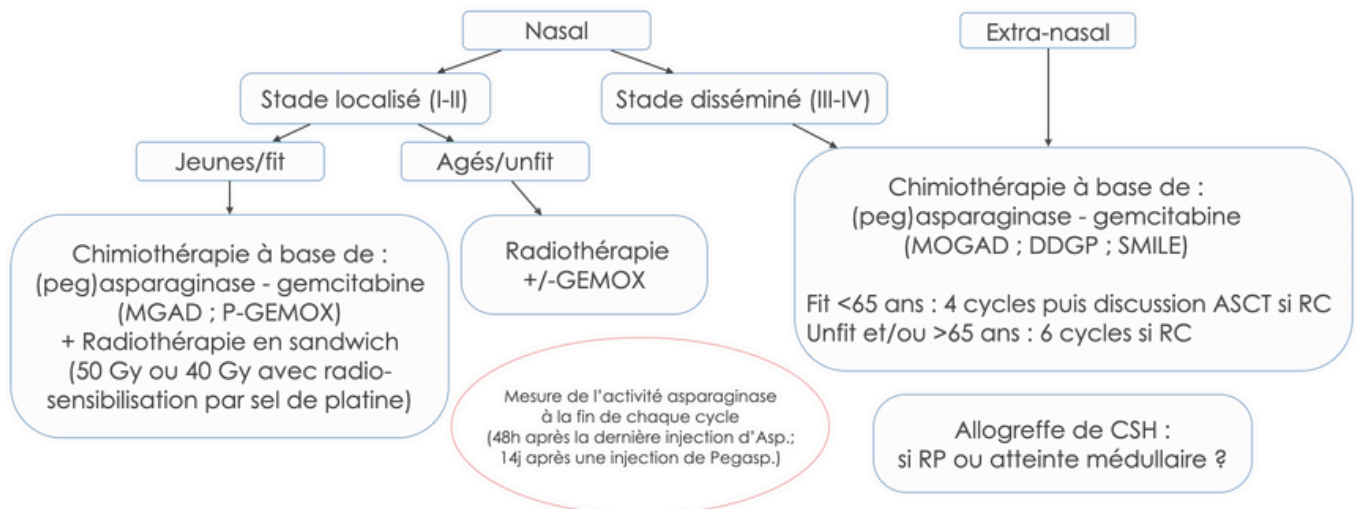 Nasal
Extra-nasal
Stade localisé (I-II)
Stade disséminé (III-IV)
Jeunes/fit
Agés/unfit
Chimiothérapie à base de :
(peg)asparaginase - gemcitabine
(MGAD ; P-GEMOX)
+ Radiothérapie en sandwich
(50 Gy ou 40 Gy avec radio-
sensibilisation par sel de platine)
Radiothérapie
+/-GEMOX
Chimiothérapie à base de :
(peg)asparaginase - gemcitabine
(MOGAD ; DDGP ; SMILE)
Fit <65 ans : 4 cycles puis discussion ASCT si RC
Unfit et/ou >65 ans : 6 cycles si RC
Mesure de l'activité asparaginase
à la fin de chaque cycle
(48h après la dernière injection d'Asp.;
14j après une injection de Pegasp.)
Allogreffe de CSH :
si RP ou atteinte médullaire ?